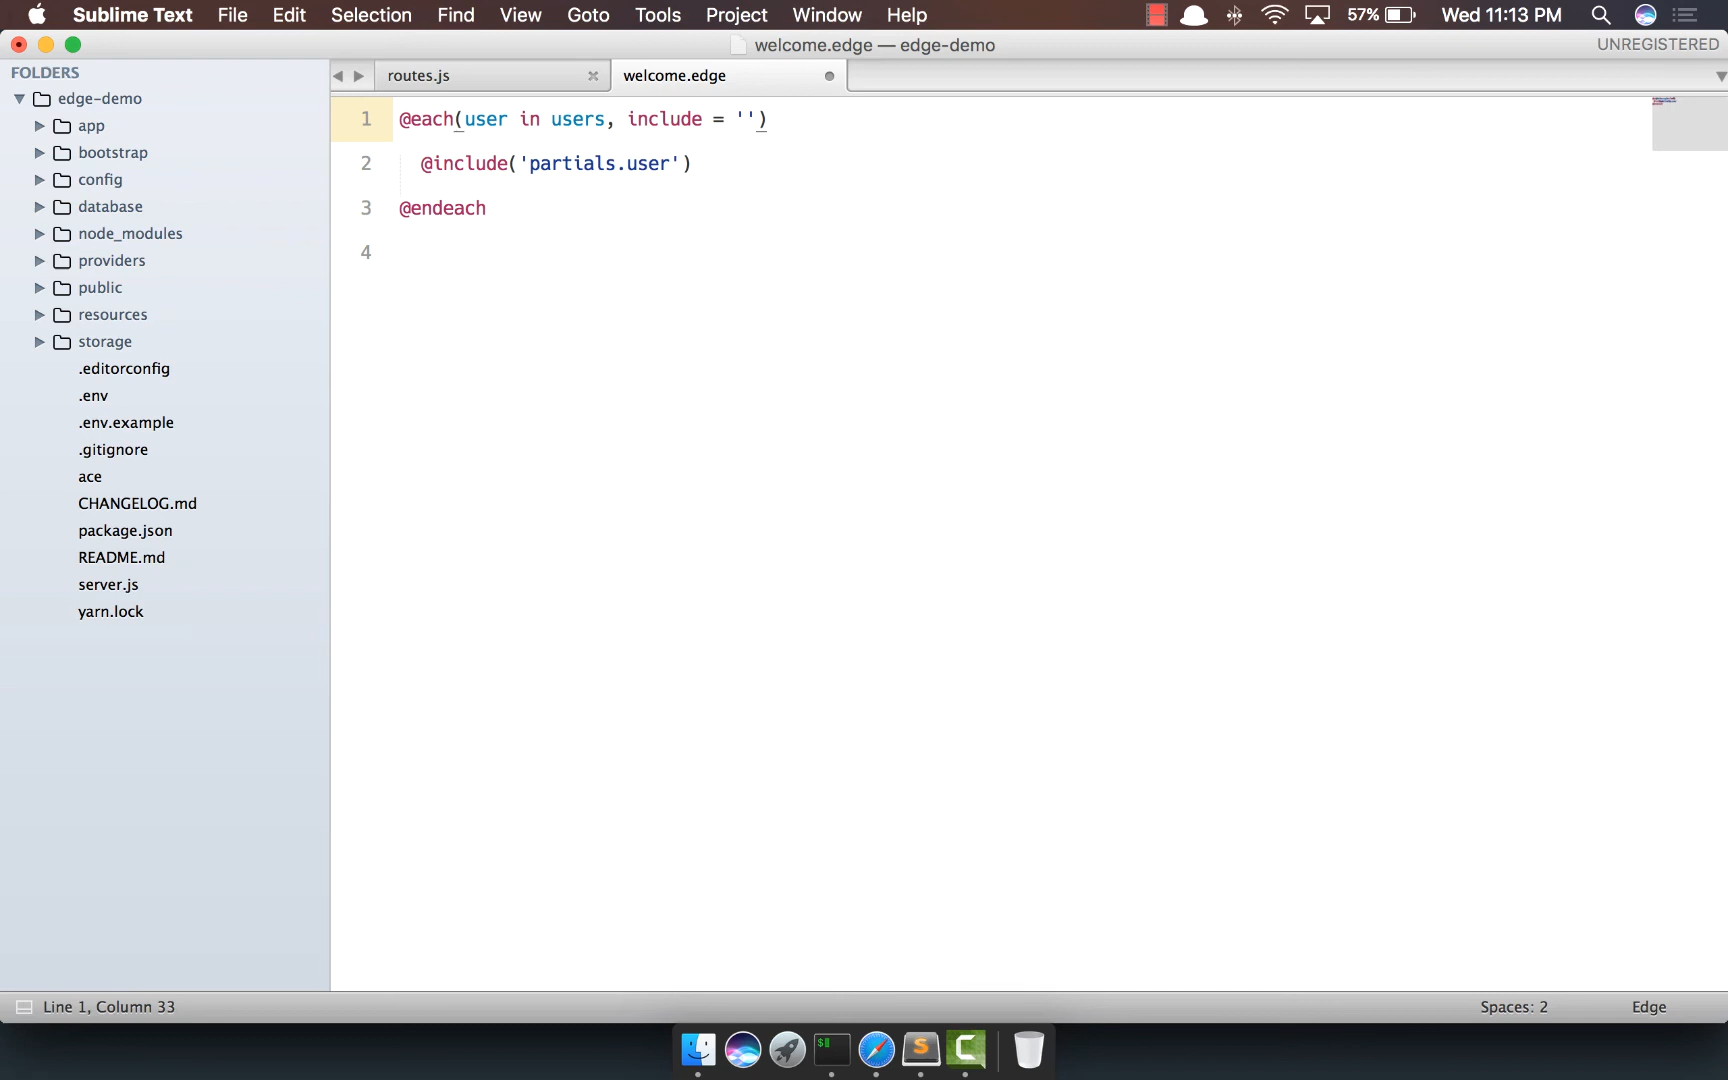 Sublime Text File Edit Selection Find View Goto Tools Project Window Help 57% Wed 11:13 PM
welcome.edge — edge-demo UNREGISTERED
FOLDERS
edge-demo
app
bootstrap
config
database
node_modules
providers
public
resources
storage
.editorconfig
.env
.env.example
.gitignore
ace
CHANGELOG.md
package.json
README.md
server.js
yarn.lock
routes.js welcome.edge
1 @each(user in users, include = '')
2 @include('partials.user')
3 @endeach
4
Line 1, Column 33 Spaces: 2 Edge